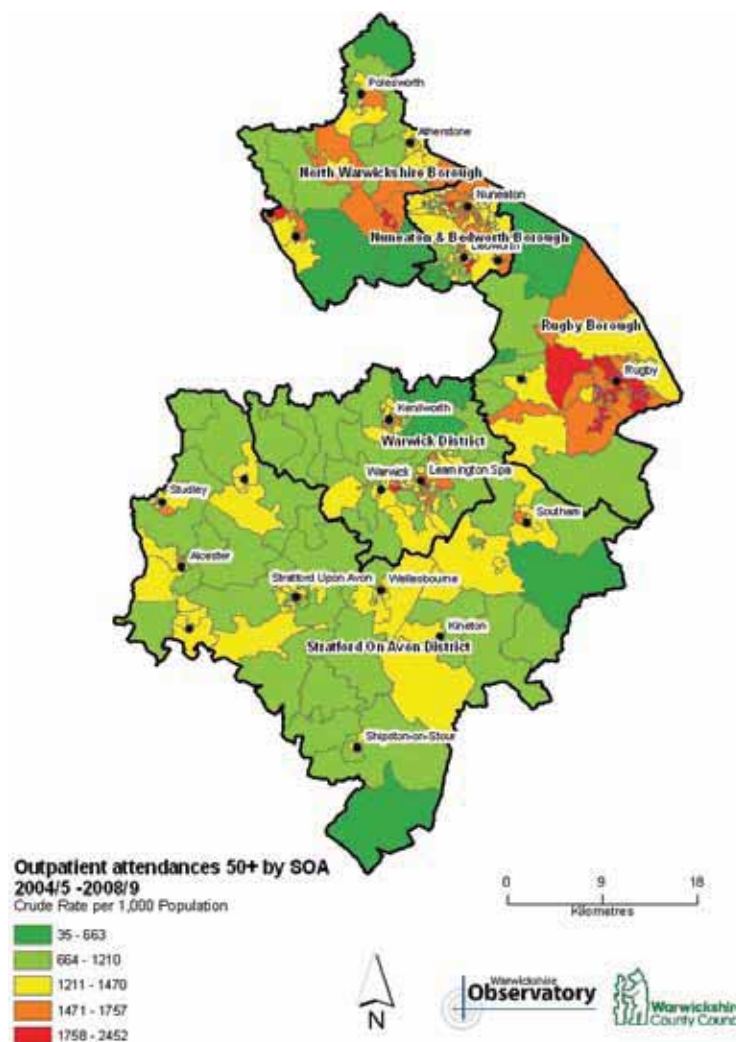 Polesworth
Atherstone
North Warwickshire Borough
Nuneaton
Nuneaton & Bedworth Borough
Bedworth
Rugby Borough
Rugby
Kenilworth
Warwick District
Warwick
Leamington Spa
Studley
Southam
Alcester
Stratford Upon Avon
Wellesbourne
Kineton
Stratford On Avon District
Shipston-on-Stour
Outpatient attendances 50+ by SOA
2004/5 -2008/9
Crude Rate per 1,000 Population
35 - 663
664 - 1210
1211 - 1470
1471 - 1757
1758 - 2452
0 9 18
Kilometres
N
Warwickshire
Observatory
Warwickshire
County Counc